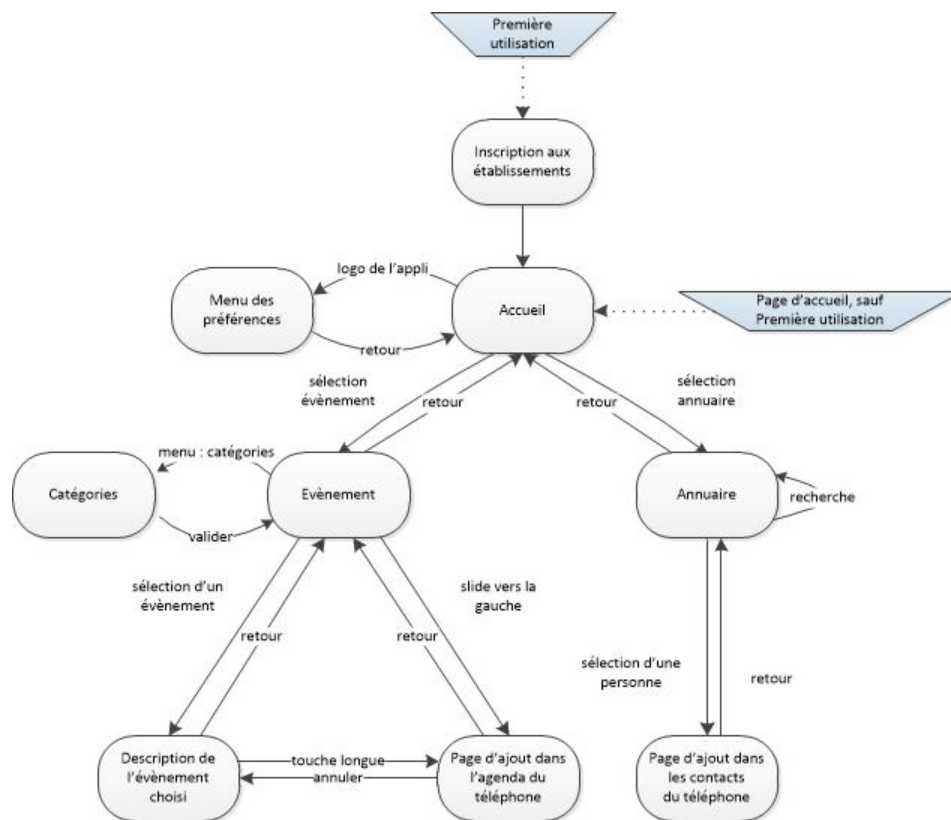 Première
utilisation
Inscription aux
établissements
logo de l'appli
Menu des
préférences
Accueil
Page d'accueil, sauf
Première utilisation
retour
sélection
évènement
retour
retour
sélection
annuaire
menu : catégories
Catégories
Evènement
Annuaire
recherche
valider
sélection d'un
évènement
slide vers la
gauche
retour
retour
sélection d'une
personne
retour
Description de
l'évènement
choisi
touche longue
annuler
Page d'ajout dans
l'agenda du
téléphone
Page d'ajout dans
les contacts
du téléphone